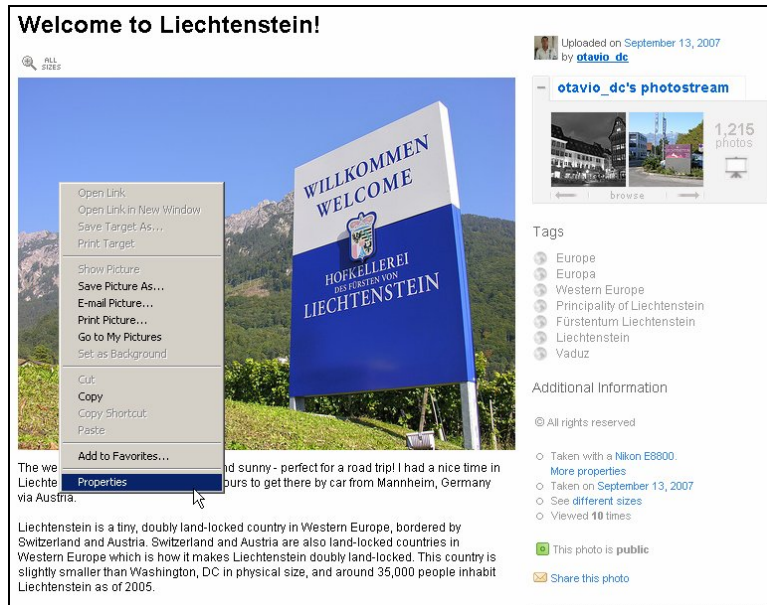 Welcome to Liechtenstein!
ALL
SIZES
WILLKOMMEN
WELCOME
HOFKELLEREI
DES FÜRSTEN VON
LIECHTENSTEIN
Open Link
Open Link in New Window
Save Target As...
Print Target
Show Picture
Save Picture As...
E-mail Picture...
Print Picture...
Go to My Pictures
Set as Background
Cut
Copy
Copy Shortcut
Paste
Add to Favorites...
Properties
The we nd sunny - perfect for a road trip! I had a nice time in
Liechte ours to get there by car from Mannheim, Germany
via Austria.
Liechtenstein is a tiny, doubly land-locked country in Western Europe, bordered by
Switzerland and Austria. Switzerland and Austria are also land-locked countries in
Western Europe which is how it makes Liechtenstein doubly land-locked. This country is
slightly smaller than Washington, DC in physical size, and around 35,000 people inhabit
Liechtenstein as of 2005.
Uploaded on September 13, 2007
by otavio_dc
otavio_dc's photostream
1,215
photos
browse
Tags
Europe
Europa
Western Europe
Principality of Liechtenstein
Fürstentum Liechtenstein
Liechtenstein
Vaduz
Additional Information
© All rights reserved
Taken with a Nikon E8800.
More properties
Taken on September 13, 2007
See different sizes
Viewed 10 times
This photo is public
Share this photo